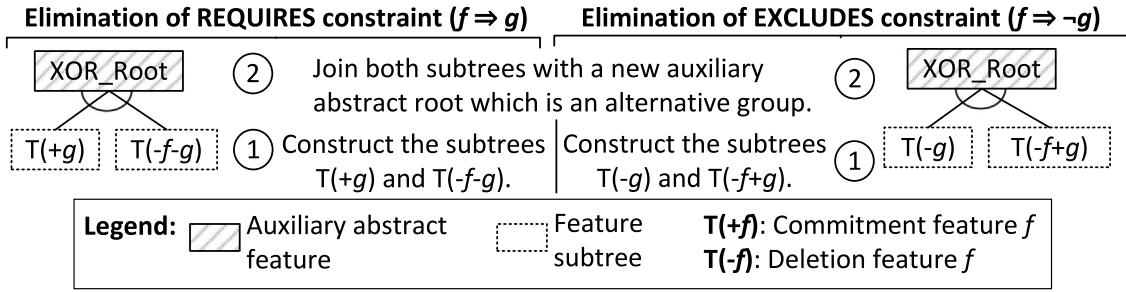 Elimination of REQUIRES constraint (f ⇒ g)
Elimination of EXCLUDES constraint (f ⇒ ¬g)
XOR_Root
2
Join both subtrees with a new auxiliary
abstract root which is an alternative group.
2
XOR_Root
T(+g)
T(-f-g)
1
Construct the subtrees
T(+g) and T(-f-g).
Construct the subtrees
T(-g) and T(-f+g).
1
T(-g)
T(-f+g)
Legend:
Auxiliary abstract
feature
Feature
subtree
T(+f): Commitment feature f
T(-f): Deletion feature f